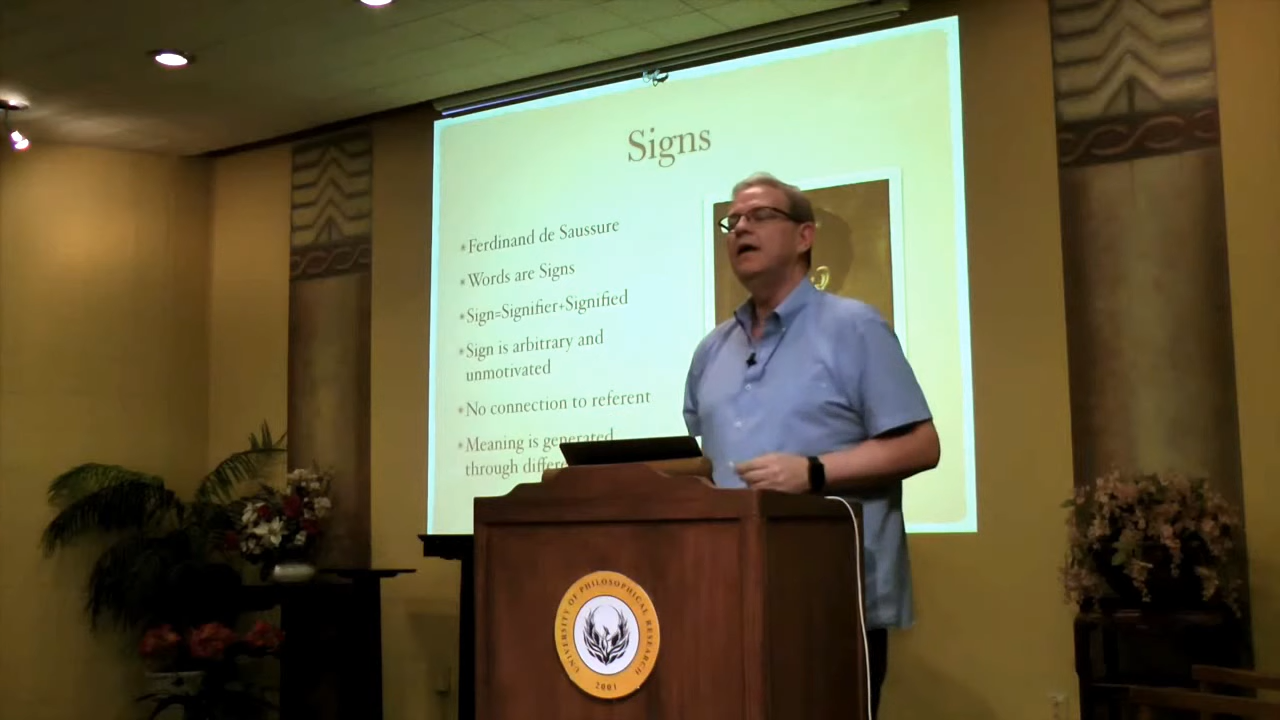 Signs
*Ferdinand de Saussure
*Words are Signs
*Sign=Signifier+Signified
*Sign is arbitrary and
unmotivated
*No connection to referent
*Meaning is generated
through
UNIVERSITY OF PHILOSOPHICAL RESEARCH
2001